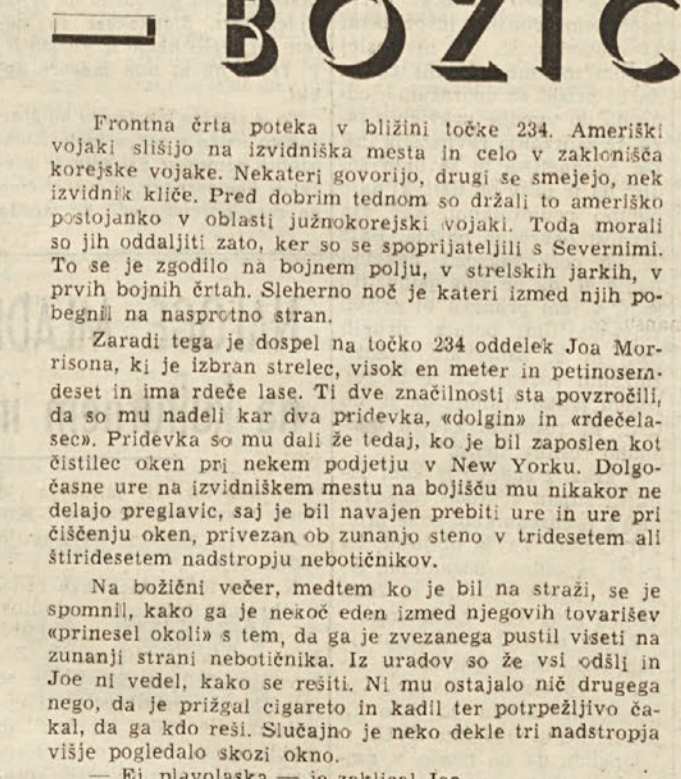 — BOŽIČ
Frontna črta poteka v bližini točke 234. Ameriški
vojaki slišijo na izvidniška mesta in celo v zaklonišča
korejske vojake. Nekateri govorijo, drugi se smejejo, nek
izvidnik kliče. Pred dobrim tednom so držali to ameriško
postojanko v oblasti južnokorejski vojaki. Toda morali
so jih oddaljiti zato, ker so se spoprijateljili s Severnimi.
To se je zgodilo na bojnem polju, v strelskih jarkih, v
prvih bojnih črtah. Sleherno noč je kateri izmed njih po-
begnil na nasprotno stran.
Zaradi tega je dospel na točko 234 oddelek Joa Mor-
risona, ki je izbran strelec, visok en meter in petinosem-
deset in ima rdeče lase. Ti dve značilnosti sta povzročili,
da so mu nadeli kar dva pridevka, «dolgin» in «rdečela-
sec». Pridevka so mu dali že tedaj, ko je bil zaposlen kot
čistilec oken pri nekem podjetju v New Yorku. Dolgo-
časne ure na izvidniškem mestu na bojišču mu nikakor ne
delajo preglavic, saj je bil navajen prebiti ure in ure pri
čiščenju oken, privezan ob zunanjo steno v tridesetem ali
štiridesetem nadstropju nebotičnikov.
Na božični večer, medtem ko je bil na straži, se je
spomnil, kako ga je nekoč eden izmed njegovih tovarišev
«prinesel okoli» s tem, da ga je zvezanega pustil viseti na
zunanji strani nebotičnika. Iz uradov so že vsi odšli in
Joe ni vedel, kako se rešiti. Ni mu ostajalo nič drugega
nego, da je prižgal cigareto in kadil ter potrpežljivo ča-
kal, da ga kdo reši. Slučajno je neko dekle tri nadstropja
višje pogledalo skozi okno.
— Ej, plavolaska — je zaklical Joe